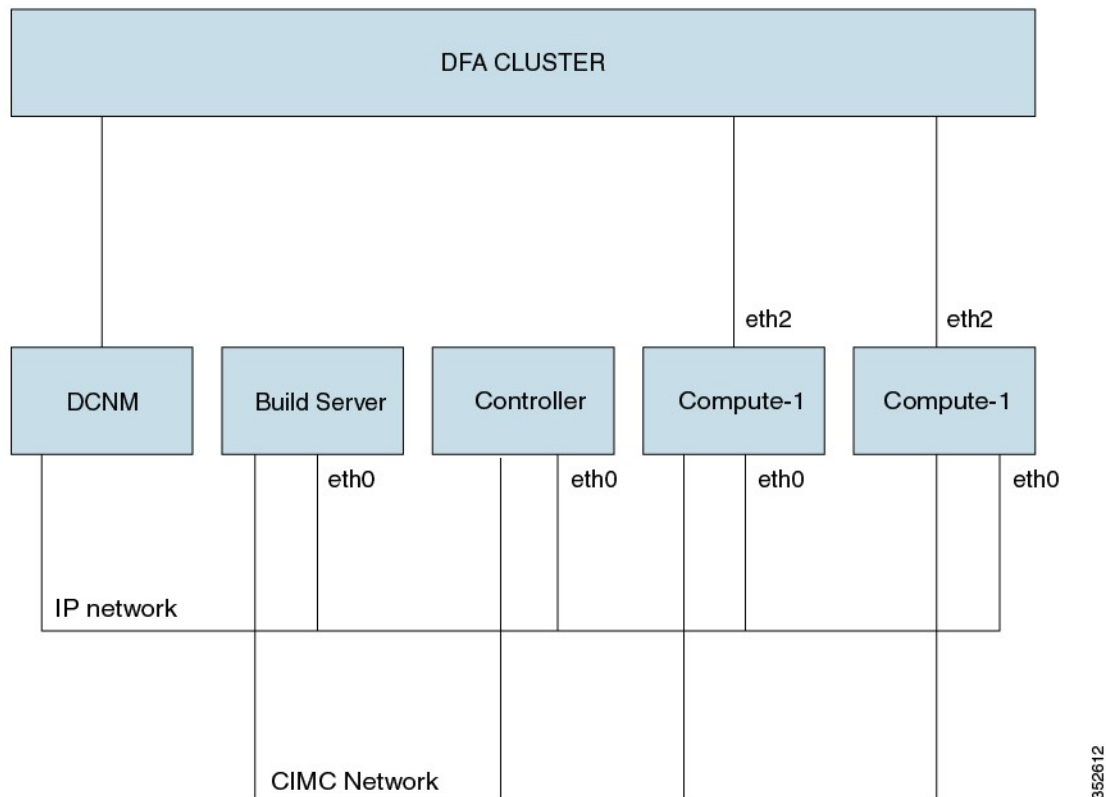 DFA CLUSTER
eth2
eth2
DCNM
Build Server
Controller
Compute-1
Compute-1
eth0
eth0
eth0
eth0
IP network
CIMC Network
352612